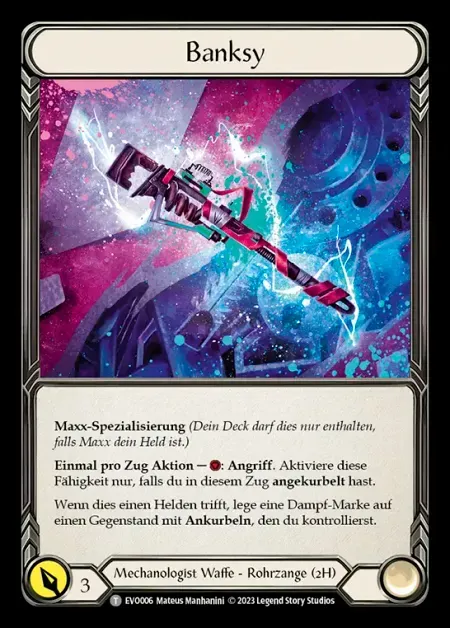 Banksy
Maxx-Spezialisierung (Dein Deck darf dies nur enthalten,
falls Maxx dein Held ist.)
Einmal pro Zug Aktion — : Angriff. Aktiviere diese
Fähigkeit nur, falls du in diesem Zug angekurbelt hast.
Wenn dies einen Helden trifft, lege eine Dampf-Marke auf
einen Gegenstand mit Ankurbeln, den du kontrollierst.
3
Mechanologist Waffe - Rohrzange (2H)
T EVO006 Mateus Manhanini © 2023 Legend Story Studios